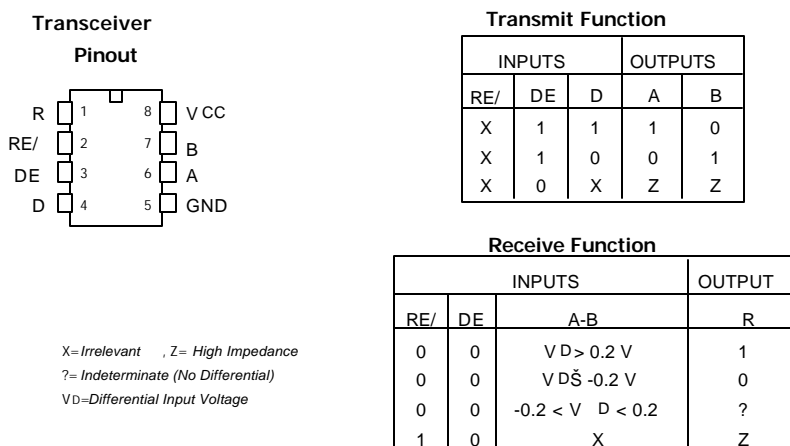 Transceiver
Pinout
R 1 8 V CC
RE/ 2 7 B
DE 3 6 A
D 4 5 GND
Transmit Function
INPUTS OUTPUTS
RE/ DE D A B
X 1 1 1 0
X 1 0 0 1
X 0 X Z Z
Receive Function
INPUTS OUTPUT
RE/ DE A-B R
0 0 V D > 0.2 V 1
0 0 V DŠ -0.2 V 0
0 0 -0.2 < V D < 0.2 ?
1 0 X Z
X= Irrelevant , Z= High Impedance
?= Indeterminate (No Differential)
V D=Differential Input Voltage